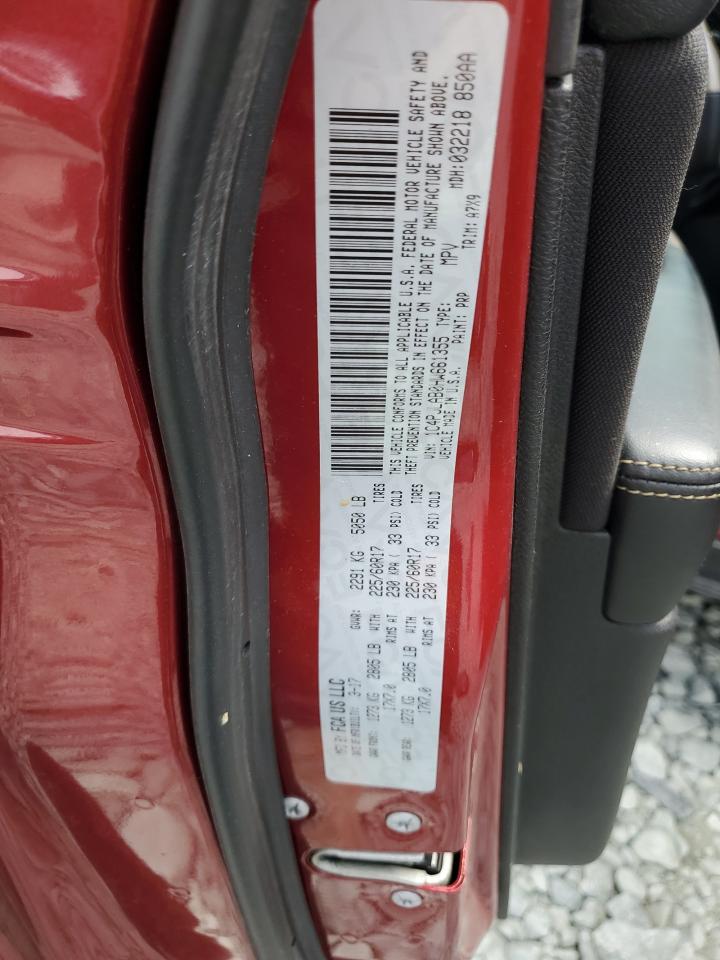 MFD BY: FCA US LLC
DATE OF MFR: 3-17 GVWR: 2291 KG 5050 LB
GAWR FRONT: 1273 KG 2805 LB WITH 225/60R17 TIRES
17X7.0 RIMS AT 230 KPA ( 33 PSI) COLD
GAWR REAR: 1273 KG 2805 LB WITH 225/60R17 TIRES
17X7.0 RIMS AT 230 KPA ( 33 PSI) COLD
THIS VEHICLE CONFORMS TO ALL APPLICABLE U.S.A. FEDERAL MOTOR VEHICLE SAFETY AND
THEFT PREVENTION STANDARDS IN EFFECT ON THE DATE OF MANUFACTURE SHOWN ABOVE.
VIN: 1C4PJLAB0HW661355 TYPE: MPV MDH:032218 850AA
VEHICLE MADE IN U.S.A. PAINT: PRP TRIM: A7X9